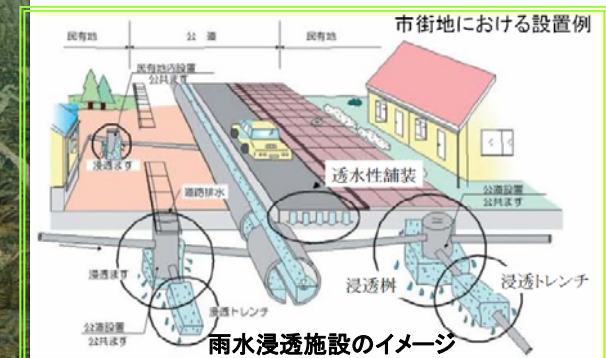 市街地における設置例
民有地
公道
民有地
民有地内設置
公共ます
浸透ます
道路排水
透水性舗装
公道設置
公共ます
浸透ます
浸透桝
浸透トレンチ
浸透トレンチ
公道設置
公共ます
雨水浸透施設のイメージ